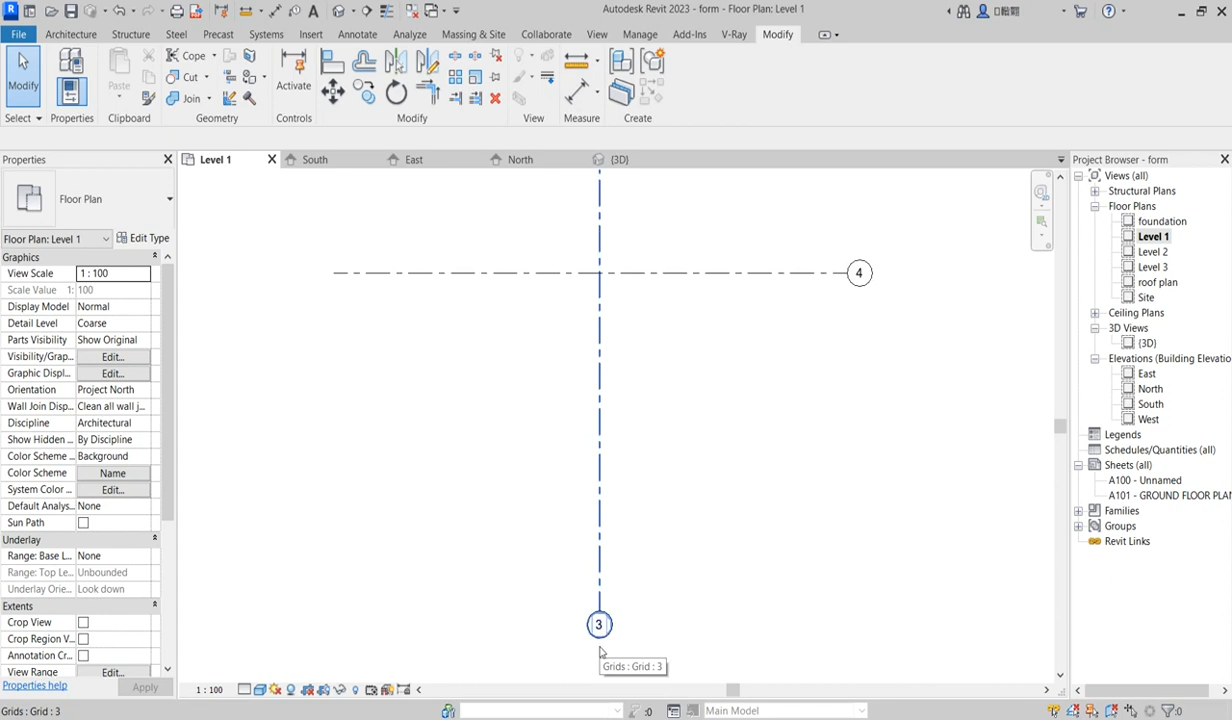 Autodesk Revit 2023 - form - Floor Plan: Level 1
File Architecture Structure Steel Precast Systems Insert Annotate Analyze Massing & Site Collaborate View Manage Add-Ins V-Ray Modify
Modify
Select
Properties
Paste
Clipboard
Cope
Cut
Join
Geometry
Activate
Controls
Modify
View
Measure
Create
Properties
Level 1
South
East
North
{3D}
Project Browser - form
Floor Plan
Floor Plan: Level 1
Edit Type
Graphics
View Scale 1 : 100
Scale Value 1: 100
Display Model Normal
Detail Level Coarse
Parts Visibility Show Original
Visibility/Grap... Edit...
Graphic Displ... Edit...
Orientation Project North
Wall Join Disp... Clean all wall j...
Discipline Architectural
Show Hidden ... By Discipline
Color Scheme ... Background
Color Scheme Name
System Color ... Edit...
Default Analys... None
Sun Path
Underlay
Range: Base L... None
Range: Top Le... Unbounded
Underlay Orie... Look down
Extents
Crop View
Crop Region V...
Annotation Cr...
View Range Edit...
Properties help
Apply
4
3
Grids : Grid : 3
Views (all)
Structural Plans
Floor Plans
foundation
Level 1
Level 2
Level 3
roof plan
Site
Ceiling Plans
3D Views
{3D}
Elevations (Building Elevatio
East
North
South
West
Legends
Schedules/Quantities (all)
Sheets (all)
A100 - Unnamed
A101 - GROUND FLOOR PLAN
Families
Groups
Revit Links
1 : 100
Grids : Grid : 3
:0
Main Model
:0